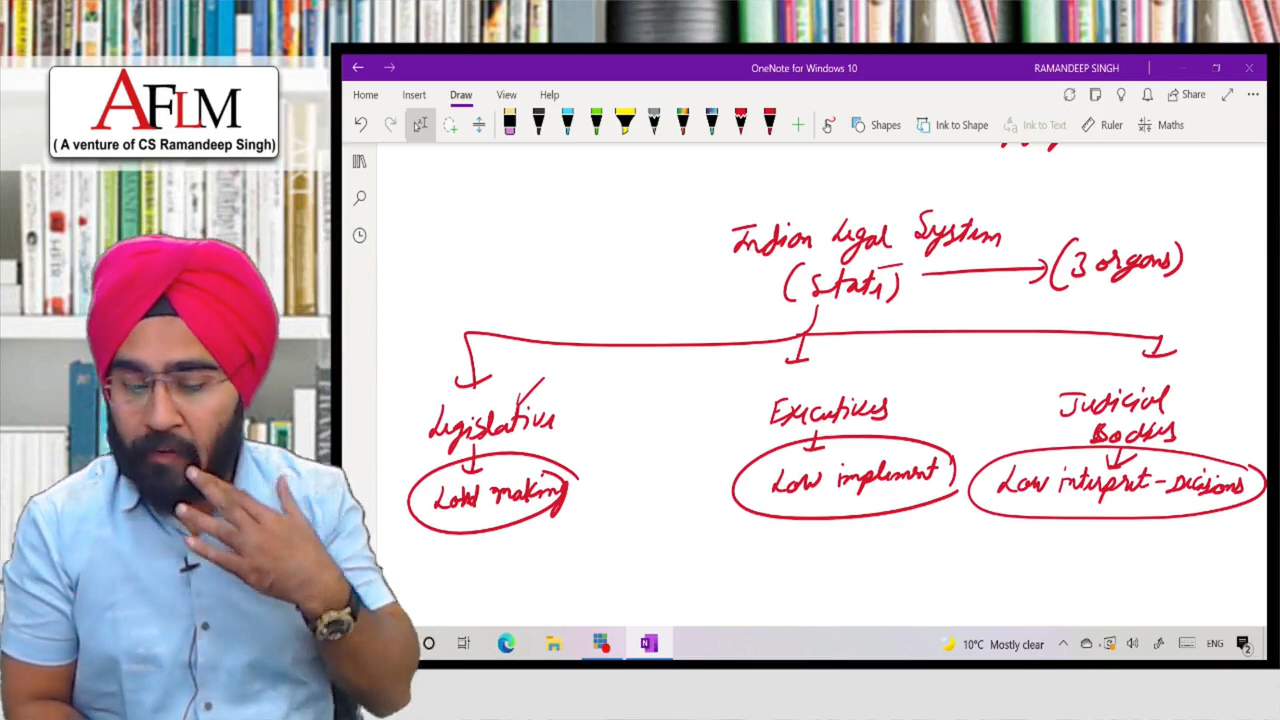 AFLM
( A venture of CS Ramandeep Singh)
OneNote for Windows 10
RAMANDEEP SINGH
Home Insert Draw View Help
Share
Shapes Ink to Shape Ink to Text Ruler Maths
Indian Legal System
(State) → (3 organs)
Legislative
Law making
Executives
Law implement
Judicial
Bodies
Law interpret - Decisions
10°C Mostly clear
ENG
2